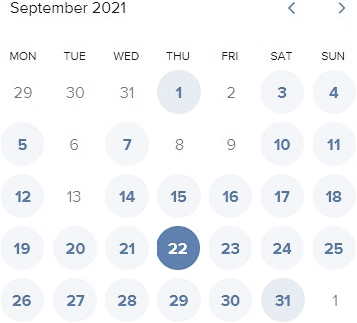 September 2021
MON TUE WED THU FRI SAT SUN
29 30 31 1 2 3 4
5 6 7 8 9 10 11
12 13 14 15 16 17 18
19 20 21 22 23 24 25
26 27 28 29 30 31 1